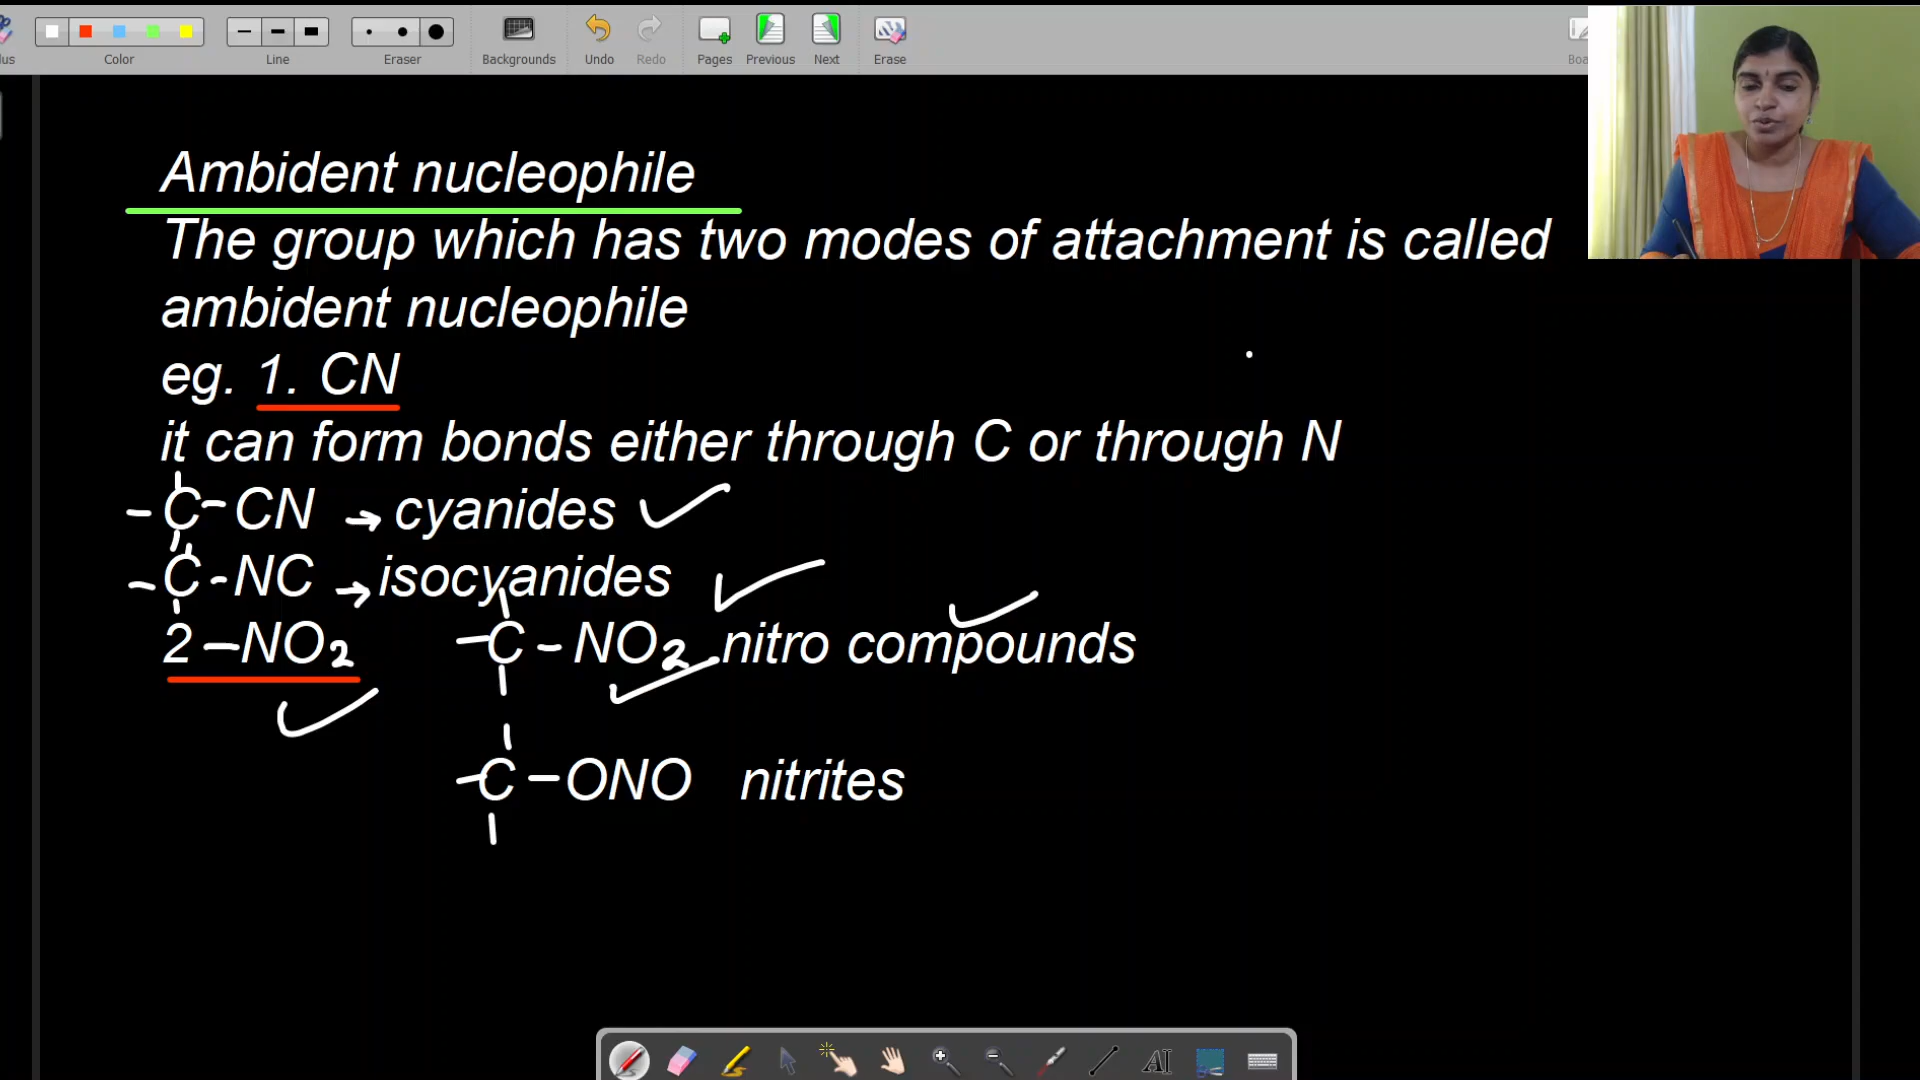 Color Line Eraser Backgrounds Undo Redo Pages Previous Next Erase
Ambident nucleophile
The group which has two modes of attachment is called
ambident nucleophile
eg. 1. CN
it can form bonds either through C or through N
-C-CN → cyanides
-C-NC → isocyanides
2 -NO2 -C-NO2 nitro compounds
-C-ONO nitrites
AI